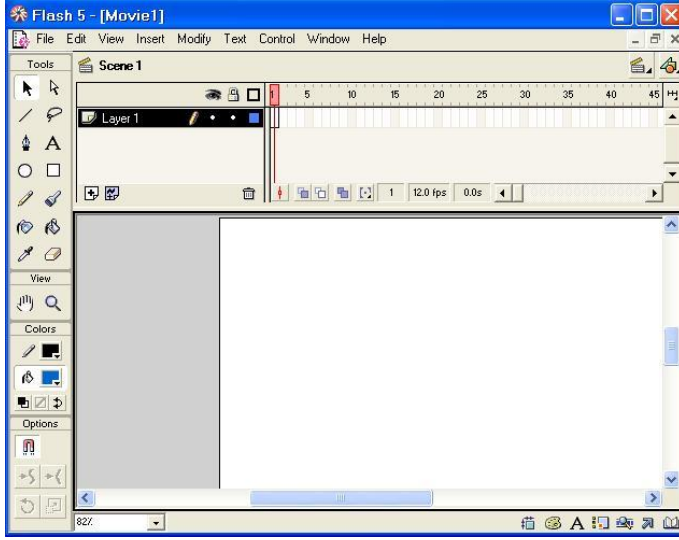 Flash 5 - [Movie1]
File Edit View Insert Modify Text Control Window Help
Tools
Scene 1
1 5 10 15 20 25 30 35 40 45
Layer 1
A
1 12.0 fps 0.0s
View
Colors
Options
82%
A